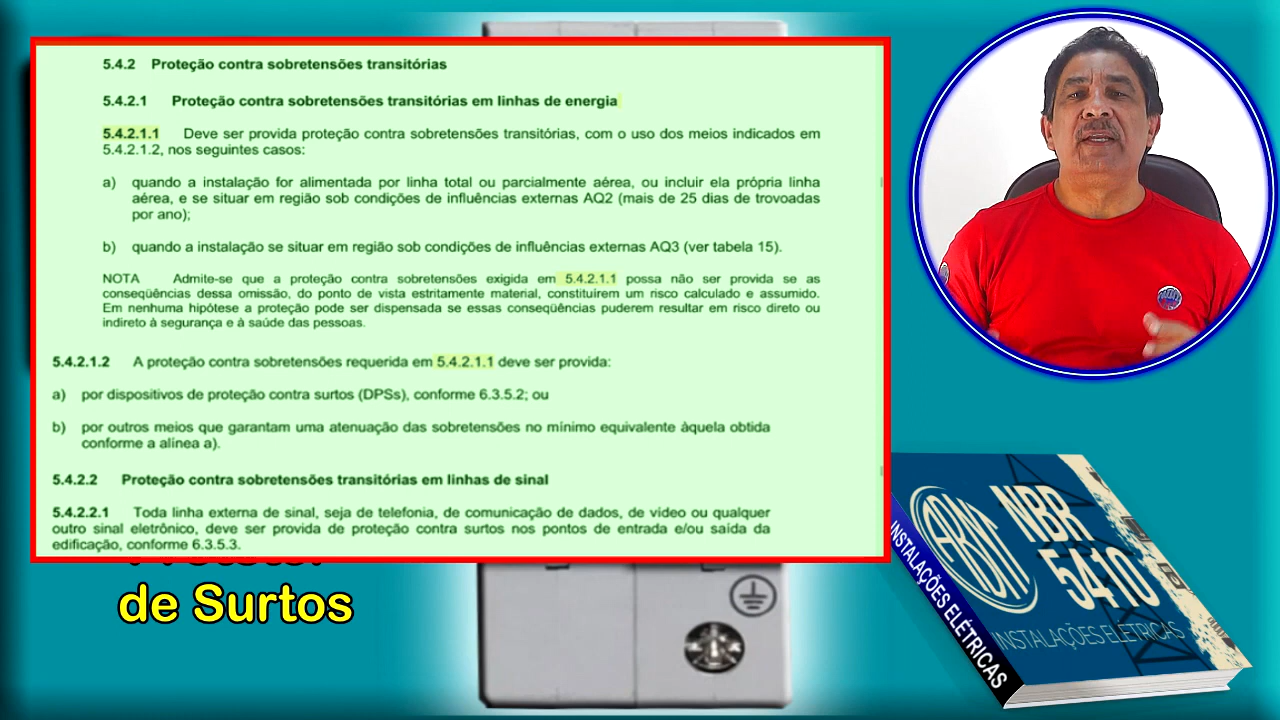 5.4.2 Proteção contra sobretensões transitórias
5.4.2.1 Proteção contra sobretensões transitórias em linhas de energia
5.4.2.1.1 Deve ser provida proteção contra sobretensões transitórias, com o uso dos meios indicados em
5.4.2.1.2, nos seguintes casos:
a) quando a instalação for alimentada por linha total ou parcialmente aérea, ou incluir ela própria linha
aérea, e se situar em região sob condições de influências externas AQ2 (mais de 25 dias de trovoadas
por ano);
b) quando a instalação se situar em região sob condições de influências externas AQ3 (ver tabela 15).
NOTA Admite-se que a proteção contra sobretensões exigida em 5.4.2.1.1 possa não ser provida se as
conseqüências dessa omissão, do ponto de vista estritamente material, constituírem um risco calculado e assumido.
Em nenhuma hipótese a proteção pode ser dispensada se essas conseqüências puderem resultar em risco direto ou
indireto à segurança e à saúde das pessoas.
5.4.2.1.2 A proteção contra sobretensões requerida em 5.4.2.1.1 deve ser provida:
a) por dispositivos de proteção contra surtos (DPSs), conforme 6.3.5.2; ou
b) por outros meios que garantam uma atenuação das sobretensões no mínimo equivalente àquela obtida
conforme a alínea a).
5.4.2.2 Proteção contra sobretensões transitórias em linhas de sinal
5.4.2.2.1 Toda linha externa de sinal, seja de telefonia, de comunicação de dados, de vídeo ou qualquer
outro sinal eletrônico, deve ser provida de proteção contra surtos nos pontos de entrada e/ou saída da
edificação, conforme 6.3.5.3.
de Surtos
ABNT
NBR
5410
INSTALAÇÕES ELÉTRICAS
INSTALAÇÕES ELÉTRICAS